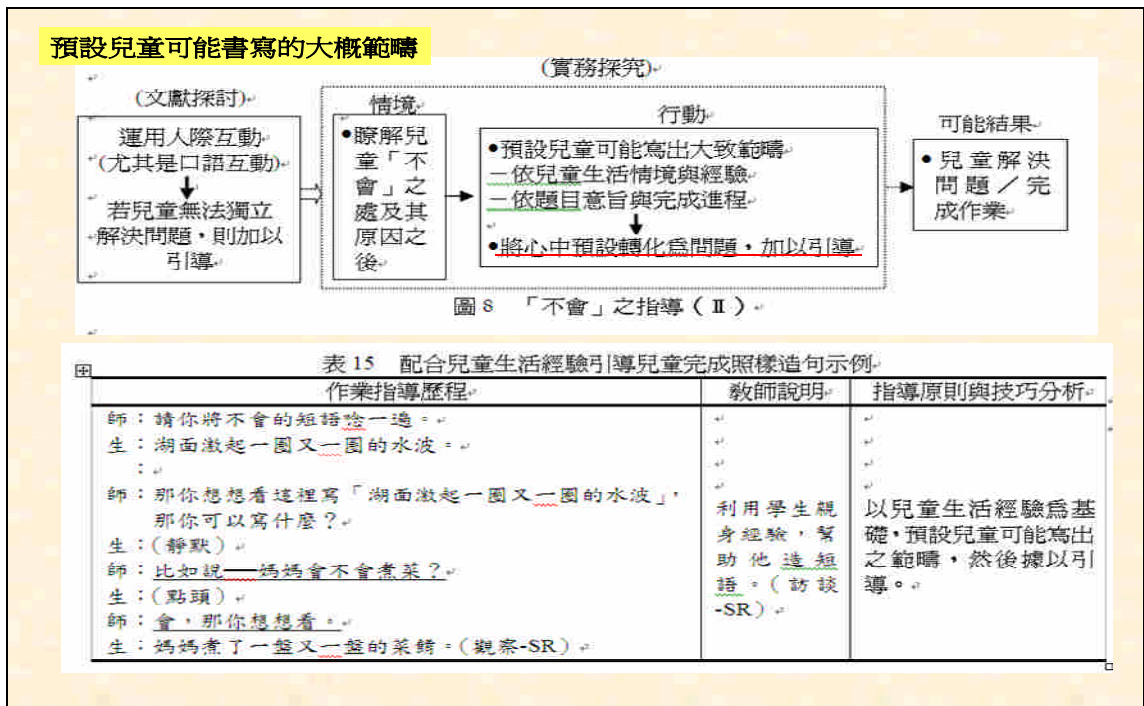 預設兒童可能書寫的大概範疇
(實務探究)
(文獻探討)
運用人際互動
(尤其是口語互動)
若兒童無法獨立
解決問題，則加以
引導
情境
•瞭解兒
童「不
會」之
處及其
原因之
後
行動
•預設兒童可能寫出大致範疇
－依兒童生活情境與經驗
－依題目意旨與完成進程
•將心中預設轉化為問題，加以引導
可能結果
•兒童解決
問題／完
成作業
圖 8 「不會」之指導（Ⅱ）
表 15 配合兒童生活經驗引導兒童完成照樣造句示例
作業指導歷程 教師說明 指導原則與技巧分析
師：請你將不會的短語唸一遍。
生：湖面激起一圈又一圈的水波。
：
師：那你想想看這裡寫「湖面激起一圈又一圈的水波」，
那你可以寫什麼？
生：(靜默)
師：比如說──媽媽會不會煮菜？
生：(點頭)
師：會，那你想想看。
生：媽媽煮了一盤又一盤的菜餚。(觀察-SR)
利用學生親
身經驗，幫
助他造短
語。(訪談
-SR)
以兒童生活經驗為基
礎，預設兒童可能寫出
之範疇，然後據以引
導。